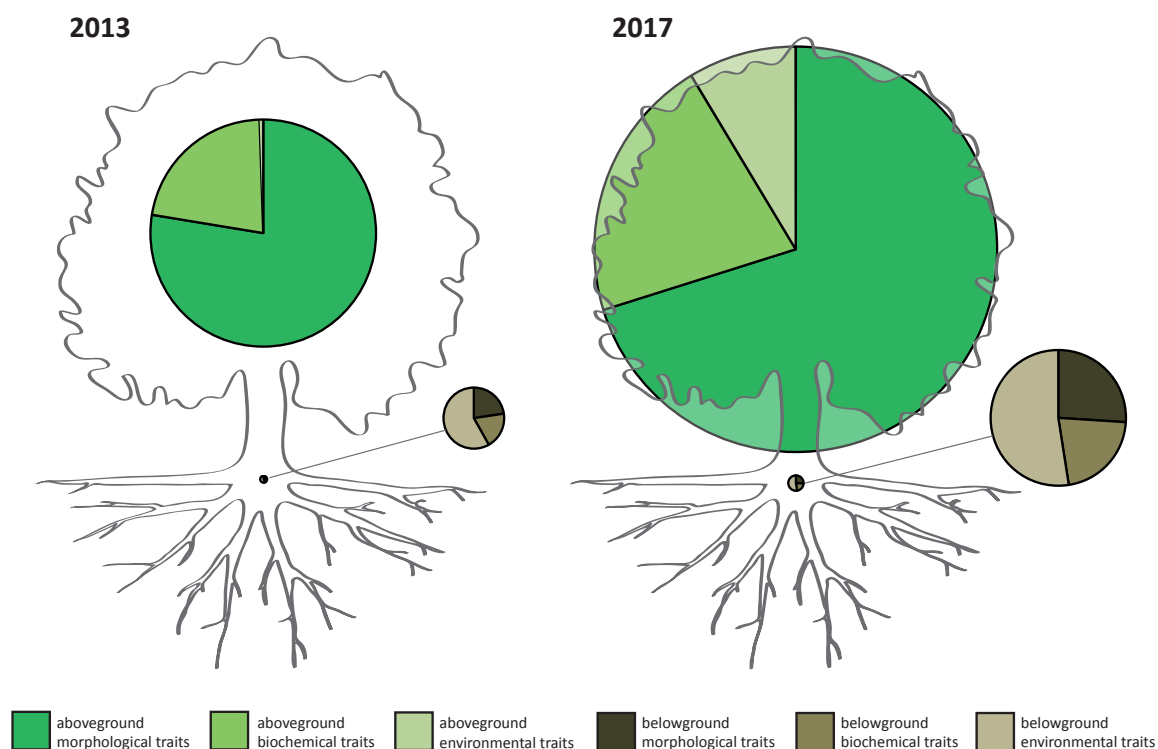 2013
2017
aboveground
morphological traits
aboveground
biochemical traits
aboveground
environmental traits
belowground
morphological traits
belowground
biochemical traits
belowground
environmental traits